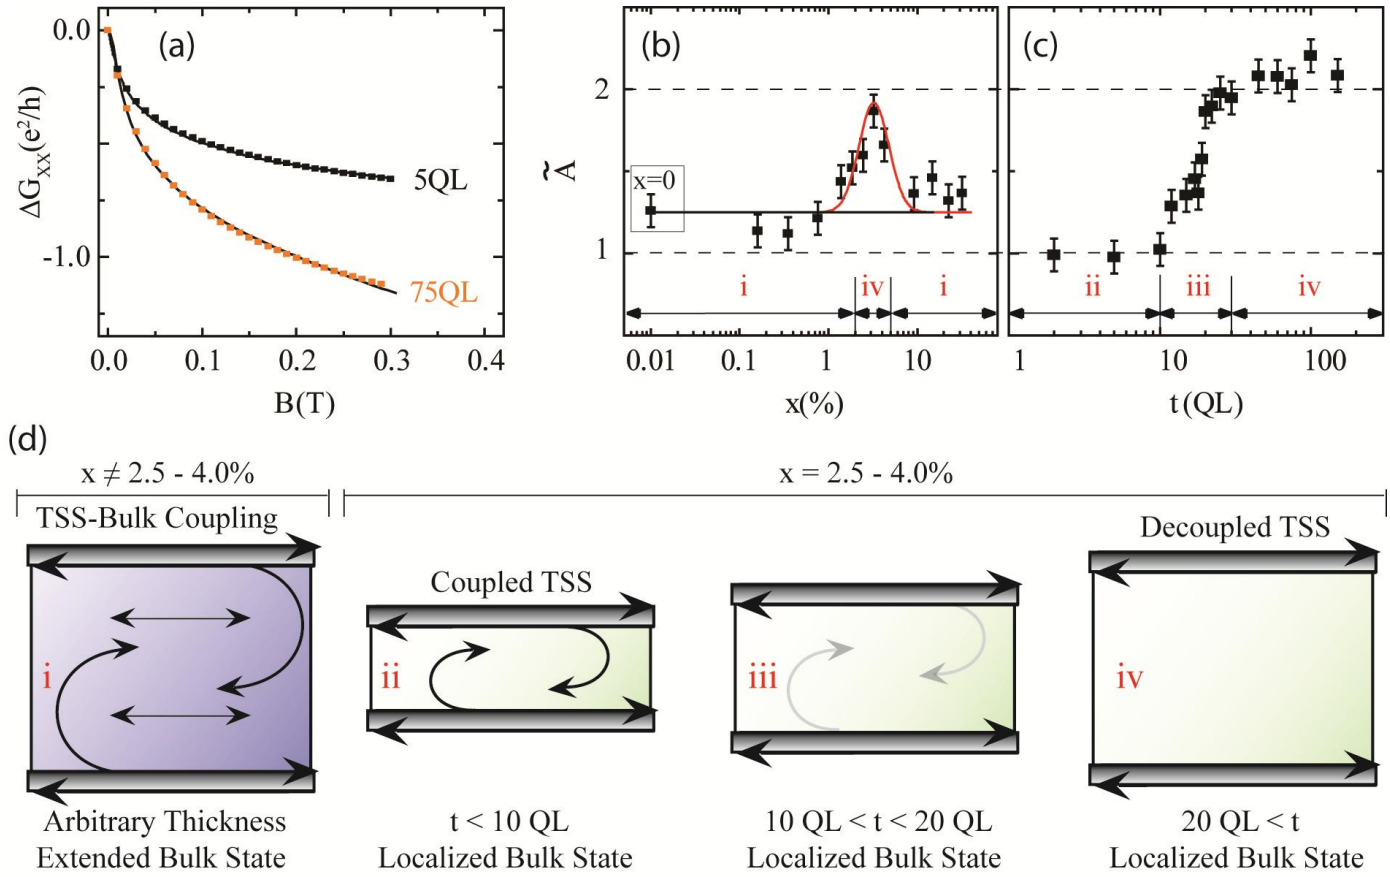 (a)
0.0
-1.0
ΔG_XX(e²/h)
5QL
75QL
0.0 0.1 0.2 0.3 0.4
B(T)
(b)
2
1
Ã
x=0
i iv i
0.01 0.1 1 10
x(%)
(c)
ii iii iv
1 10 100
t(QL)
(d)
x ≠ 2.5 - 4.0%
x = 2.5 - 4.0%
TSS-Bulk Coupling
Coupled TSS
Decoupled TSS
i
ii
iii
iv
Arbitrary Thickness
Extended Bulk State
t < 10 QL
Localized Bulk State
10 QL < t < 20 QL
Localized Bulk State
20 QL < t
Localized Bulk State